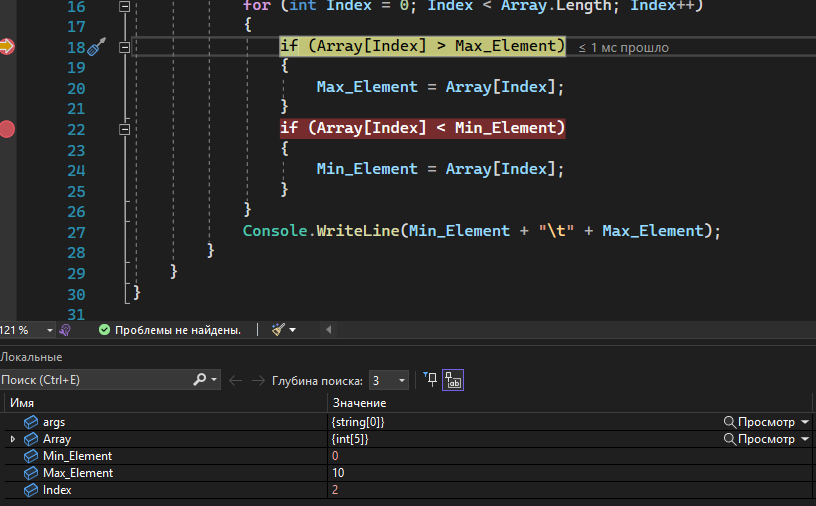 16 for (int Index = 0; Index < Array.Length; Index++)
17 {
18 if (Array[Index] > Max_Element) ≤ 1 мс прошло
19 {
20 Max_Element = Array[Index];
21 }
22 if (Array[Index] < Min_Element)
23 {
24 Min_Element = Array[Index];
25 }
26 }
27 Console.WriteLine(Min_Element + "\t" + Max_Element);
28 }
29 }
30 }
31
121 % Проблемы не найдены.
Локальные
Поиск (Ctrl+E) Глубина поиска: 3
Имя Значение
args {string[0]} Просмотр
Array {int[5]} Просмотр
Min_Element 0
Max_Element 10
Index 2